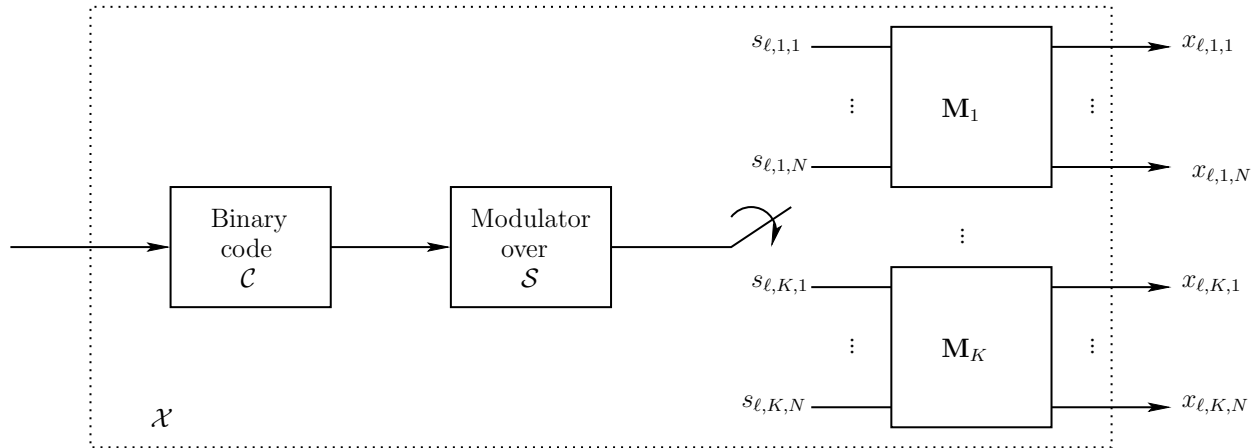 s_{ℓ,1,1}
x_{ℓ,1,1}
⋮
M_1
⋮
s_{ℓ,1,N}
x_{ℓ,1,N}
Binary
code
𝒞
Modulator
over
𝒮
⋮
s_{ℓ,K,1}
x_{ℓ,K,1}
⋮
M_K
⋮
s_{ℓ,K,N}
x_{ℓ,K,N}
𝒳